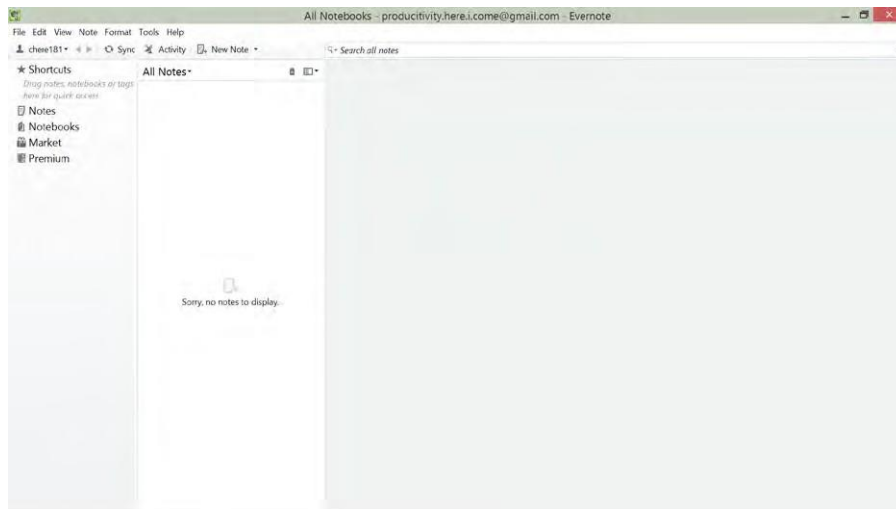 All Notebooks - producitivity.here.i.come@gmail.com - Evernote
File Edit View Note Format Tools Help
chere181 Sync Activity New Note Search all notes
Shortcuts
Drag notes, notebooks or tags
here for quick access
Notes
Notebooks
Market
Premium
All Notes
Sorry, no notes to display.